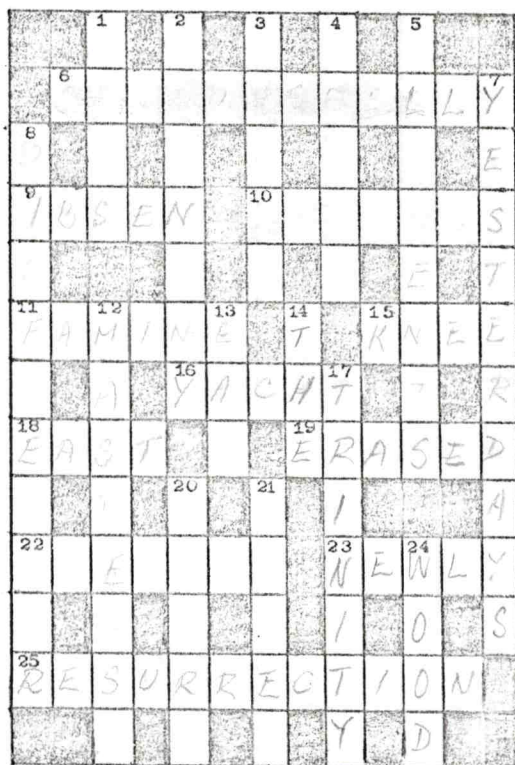 1 2 3 4 5
6 L L Y 7
8 E
9 I B S E N 10 S
E T
11 F A M I N E 12 13 14 T 15 K N E E
A 16 Y A C H T 17 R
18 E A S T 19 E R A S E D
20 21 I A
22 E 23 N E W L Y 24
I O S
25 R E S U R R E C T I O N
Y D